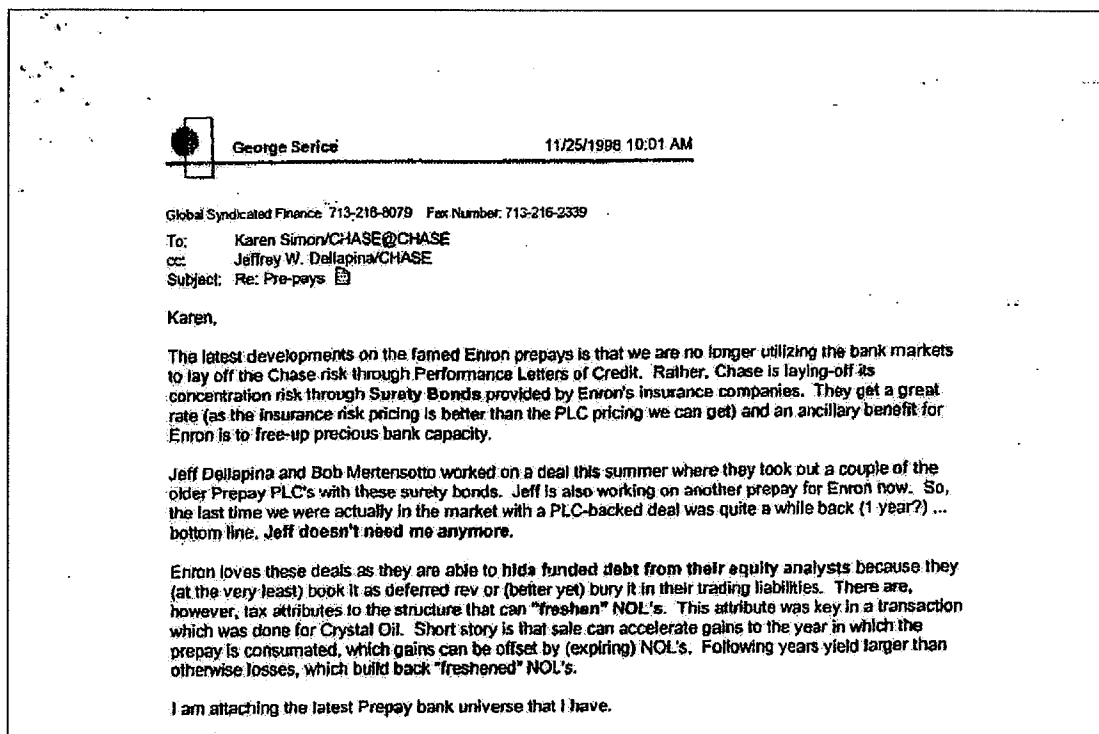 George Serice 11/25/1998 10:01 AM
Global Syndicated Finance 713-216-8079 Fax Number: 713-216-2339
To: Karen Simon/CHASE@CHASE
cc: Jeffrey W. Dellapina/CHASE
Subject: Re: Pre-pays
Karen,
The latest developments on the famed Enron prepays is that we are no longer utilizing the bank markets
to lay off the Chase risk through Performance Letters of Credit. Rather, Chase is laying-off its
concentration risk through Surety Bonds provided by Enron's insurance companies. They get a great
rate (as the insurance risk pricing is better than the PLC pricing we can get) and an ancillary benefit for
Enron is to free-up precious bank capacity.
Jeff Dellapina and Bob Mertensotto worked on a deal this summer where they took out a couple of the
older Prepay PLC's with these surety bonds. Jeff is also working on another prepay for Enron now. So,
the last time we were actually in the market with a PLC-backed deal was quite a while back (1 year?) ...
bottom line, Jeff doesn't need me anymore.
Enron loves these deals as they are able to hide funded debt from their equity analysts because they
(at the very least) book it as deferred rev or (better yet) bury it in their trading liabilities. There are,
however, tax attributes to the structure that can "freshen" NOL's. This attribute was key in a transaction
which was done for Crystal Oil. Short story is that sale can accelerate gains to the year in which the
prepay is consumated, which gains can be offset by (expiring) NOL's. Following years yield larger than
otherwise losses, which build back "freshened" NOL's.
I am attaching the latest Prepay bank universe that I have.